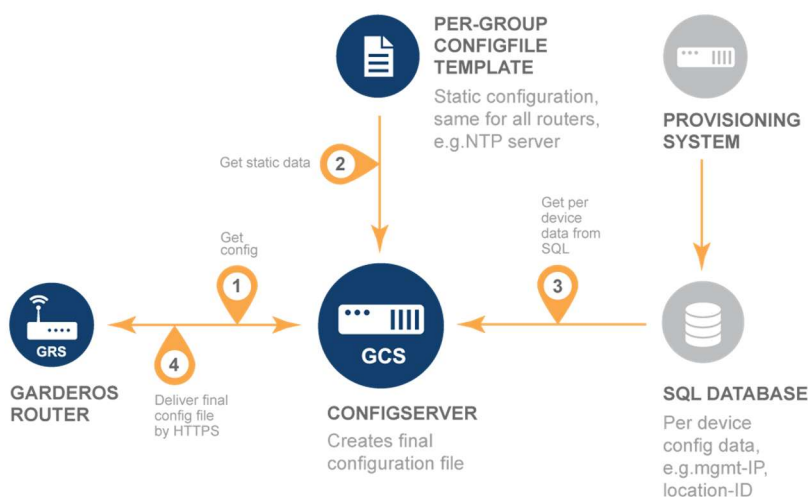 PER-GROUP
CONFIGFILE
TEMPLATE
Static configuration,
same for all routers,
e.g.NTP server
PROVISIONING
SYSTEM
Get static data
2
Get per
device
data from
SQL
3
Get
config
1
GRS
4
GCS
GARDEROS
ROUTER
Deliver final
config file
by HTTPS
CONFIGSERVER
Creates final
configuration file
SQL DATABASE
Per device
config data,
e.g.mgmt-IP,
location-ID